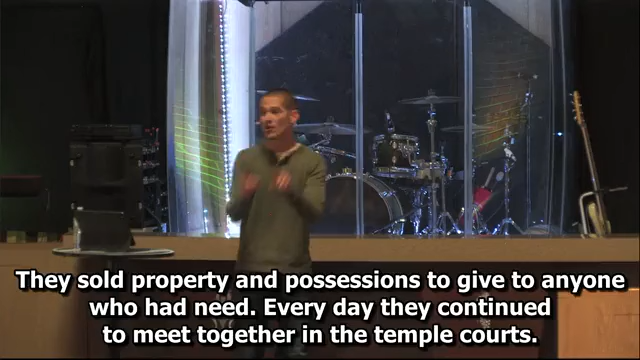 They sold property and possessions to give to anyone
who had need. Every day they continued
to meet together in the temple courts.